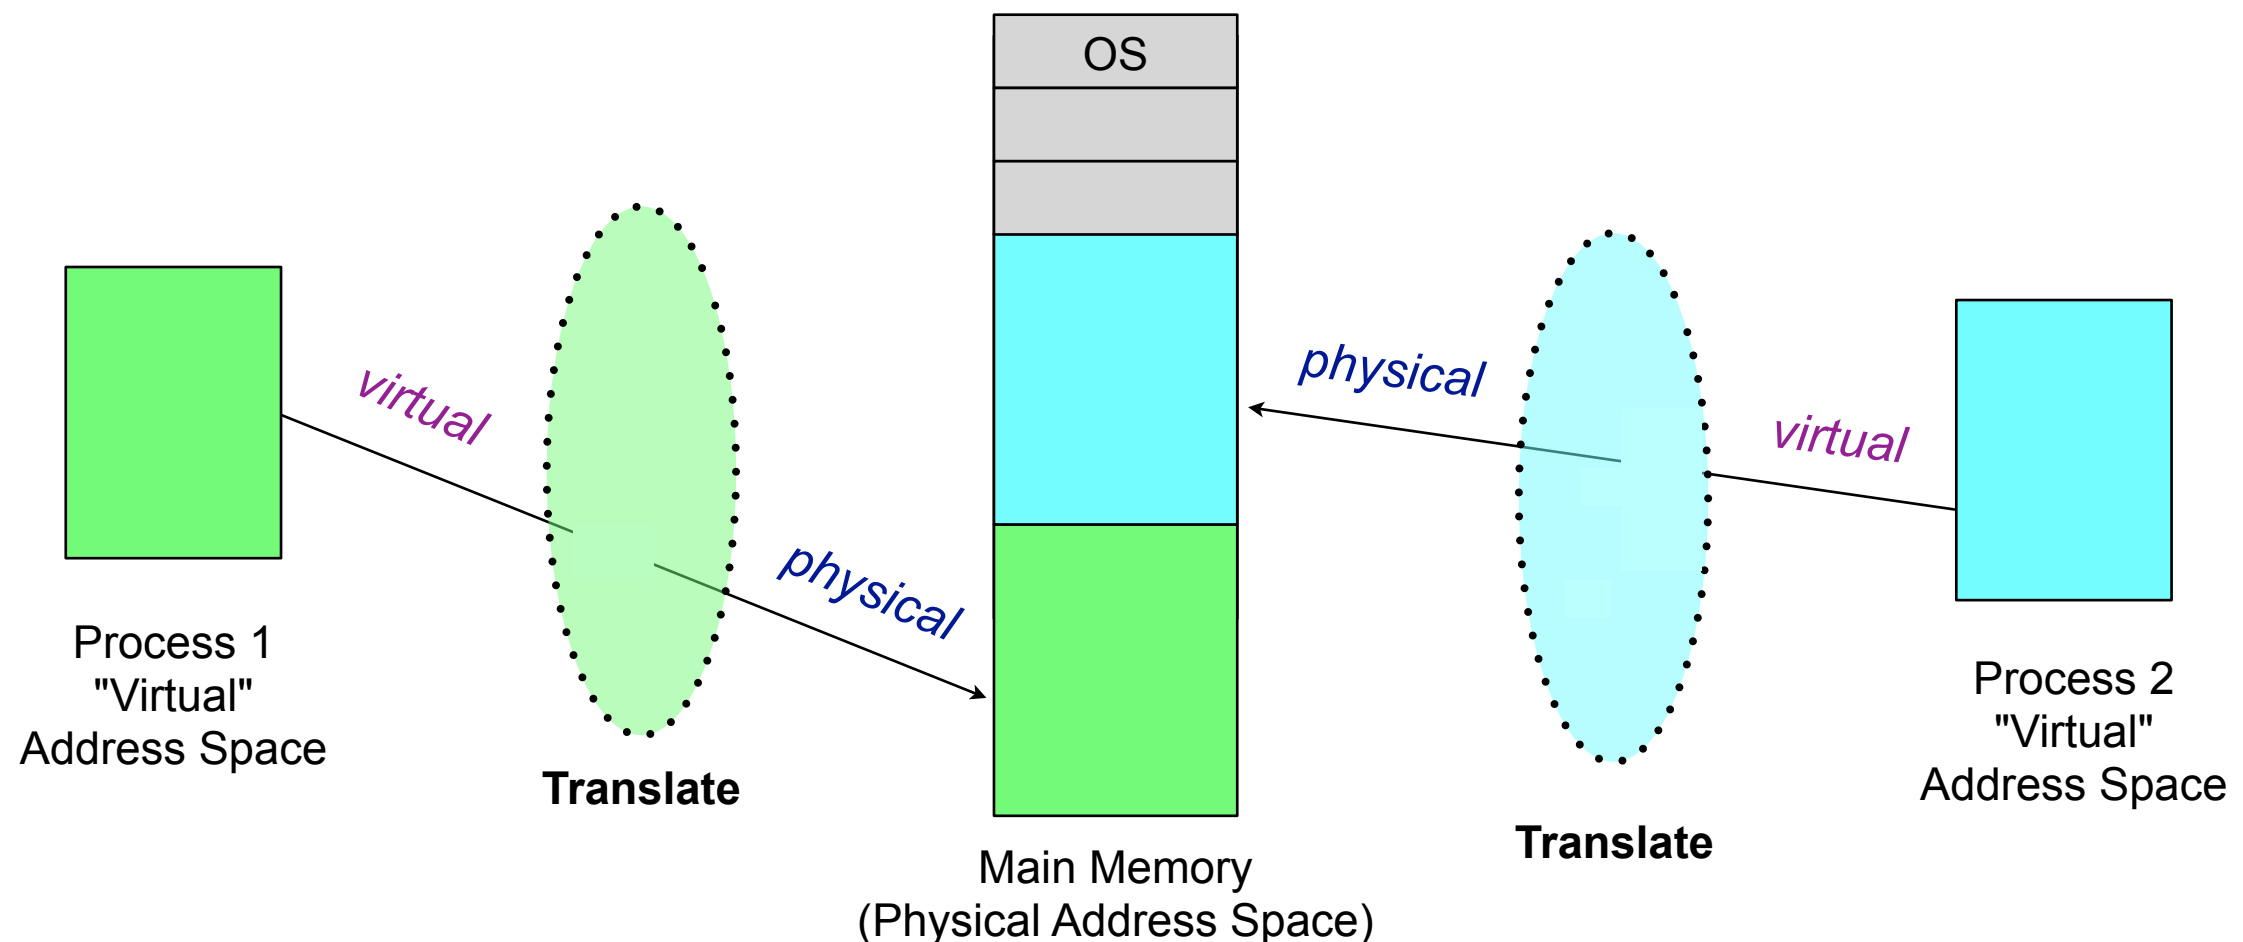 OS
virtual
physical
physical
virtual
Process 1
"Virtual"
Address Space
Translate
Main Memory
(Physical Address Space)
Translate
Process 2
"Virtual"
Address Space